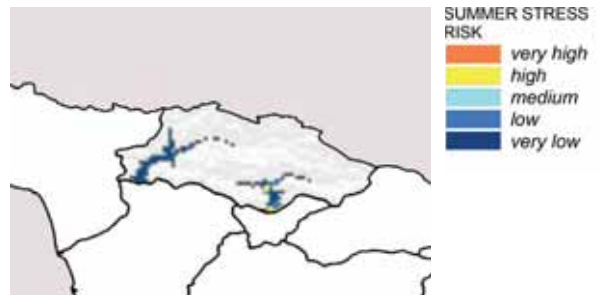 SUMMER STRESS
RISK
very high
high
medium
low
very low